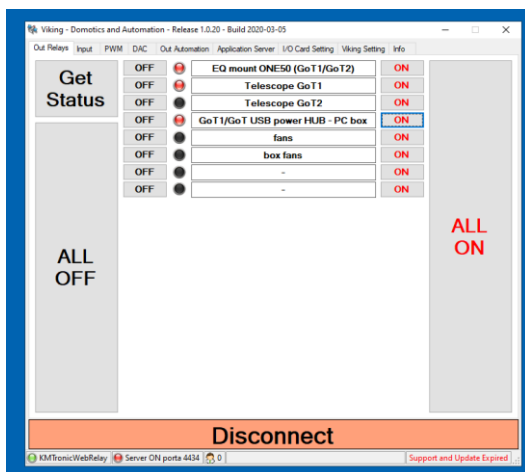 Viking - Domotics and Automation - Release 1.0.20 - Build 2020-03-05
Out Relays Input PWM DAC Out Automation Application Server I/O Card Setting Viking Setting Info
Get
Status
OFF EQ mount ONE50 (GoT1/GoT2) ON
OFF Telescope GoT1 ON
OFF Telescope GoT2 ON
OFF GoT1/GoT USB power HUB - PC box ON
OFF fans ON
OFF box fans ON
OFF - ON
OFF - ON
ALL
OFF
ALL
ON
Disconnect
KMTronicWebRelay Server ON porta 4434 0 Support and Update Expired